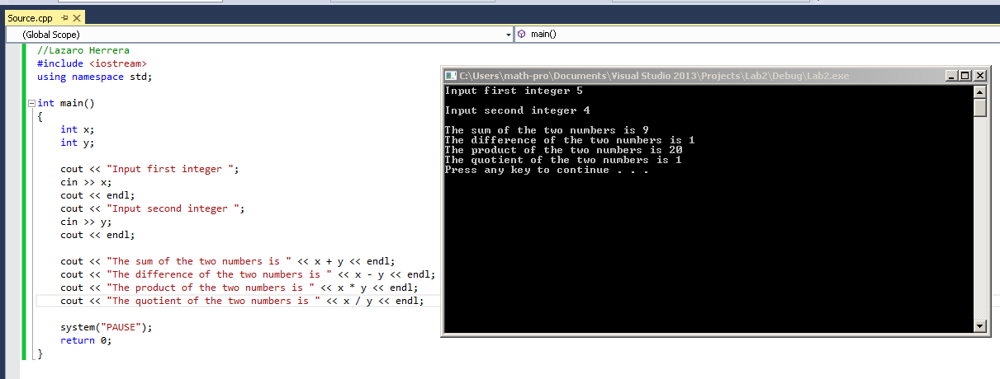 Source.cpp
(Global Scope)
main()
//Lazaro Herrera
#include <iostream>
using namespace std;
int main()
{
int x;
int y;
cout << "Input first integer ";
cin >> x;
cout << endl;
cout << "Input second integer ";
cin >> y;
cout << endl;
cout << "The sum of the two numbers is " << x + y << endl;
cout << "The difference of the two numbers is " << x - y << endl;
cout << "The product of the two numbers is " << x * y << endl;
cout << "The quotient of the two numbers is " << x / y << endl;
system("PAUSE");
return 0;
}
C:\Users\math-pro\Documents\Visual Studio 2013\Projects\Lab2\Debug\Lab2.exe
Input first integer 5
Input second integer 4
The sum of the two numbers is 9
The difference of the two numbers is 1
The product of the two numbers is 20
The quotient of the two numbers is 1
Press any key to continue . . .